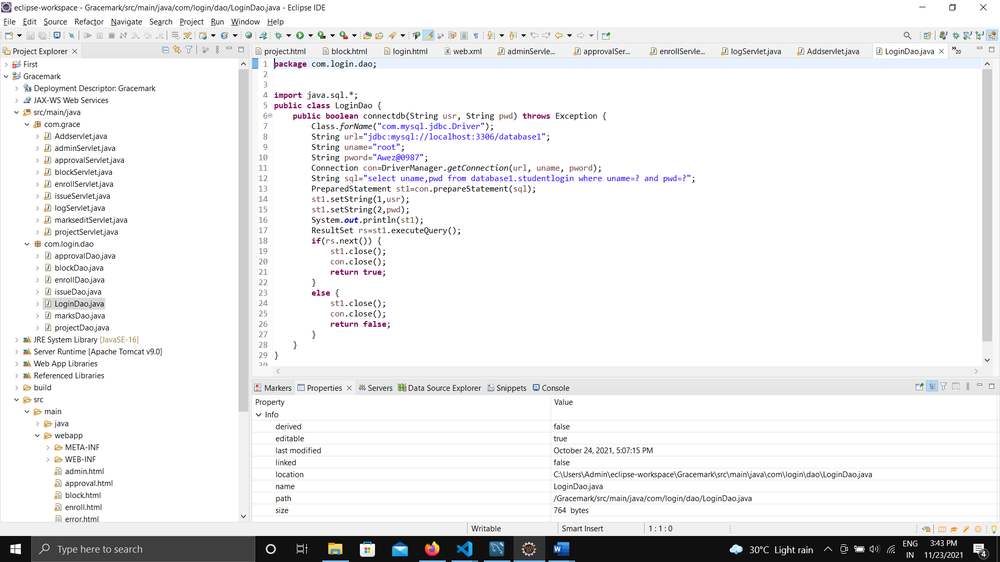 eclipse-workspace - Gracemark/src/main/java/com/login/dao/LoginDao.java - Eclipse IDE
File Edit Source Refactor Navigate Search Project Run Window Help
Project Explorer
First
Gracemark
Deployment Descriptor: Gracemark
JAX-WS Web Services
src/main/java
com.grace
Addservlet.java
adminServlet.java
approvalServlet.java
blockServlet.java
enrollServlet.java
issueServlet.java
logServlet.java
markseditServlet.java
projectServlet.java
com.login.dao
approvalDao.java
blockDao.java
enrollDao.java
issueDao.java
LoginDao.java
marksDao.java
projectDao.java
JRE System Library [JavaSE-16]
Server Runtime [Apache Tomcat v9.0]
Web App Libraries
Referenced Libraries
build
src
main
java
webapp
META-INF
WEB-INF
admin.html
approval.html
block.html
enroll.html
error.html
project.html block.html login.html web.xml adminServle... approvalSer... enrollServle... logServlet.java Addservlet.java LoginDao.java »20
1 package com.login.dao;
2
3
4 import java.sql.*;
5 public class LoginDao {
6 public boolean connectdb(String usr, String pwd) throws Exception {
7 Class.forName("com.mysql.jdbc.Driver");
8 String url="jdbc:mysql://localhost:3306/database1";
9 String uname="root";
10 String pword="Awez@0987";
11 Connection con=DriverManager.getConnection(url, uname, pword);
12 String sql="select uname,pwd from database1.studentlogin where uname=? and pwd=?";
13 PreparedStatement st1=con.prepareStatement(sql);
14 st1.setString(1,usr);
15 st1.setString(2,pwd);
16 System.out.println(st1);
17 ResultSet rs=st1.executeQuery();
18 if(rs.next()) {
19 st1.close();
20 con.close();
21 return true;
22 }
23 else {
24 st1.close();
25 con.close();
26 return false;
27 }
28 }
29 }
30
Markers Properties Servers Data Source Explorer Snippets Console
Property Value
Info
derived false
editable true
last modified October 24, 2021, 5:07:15 PM
linked false
location C:\Users\Admin\eclipse-workspace\Gracemark\src\main\java\com\login\dao\LoginDao.java
name LoginDao.java
path /Gracemark/src/main/java/com/login/dao/LoginDao.java
size 764 bytes
Writable Smart Insert 1 : 1 : 0
Type here to search
30°C Light rain
ENG
IN
3:43 PM
11/23/2021
4